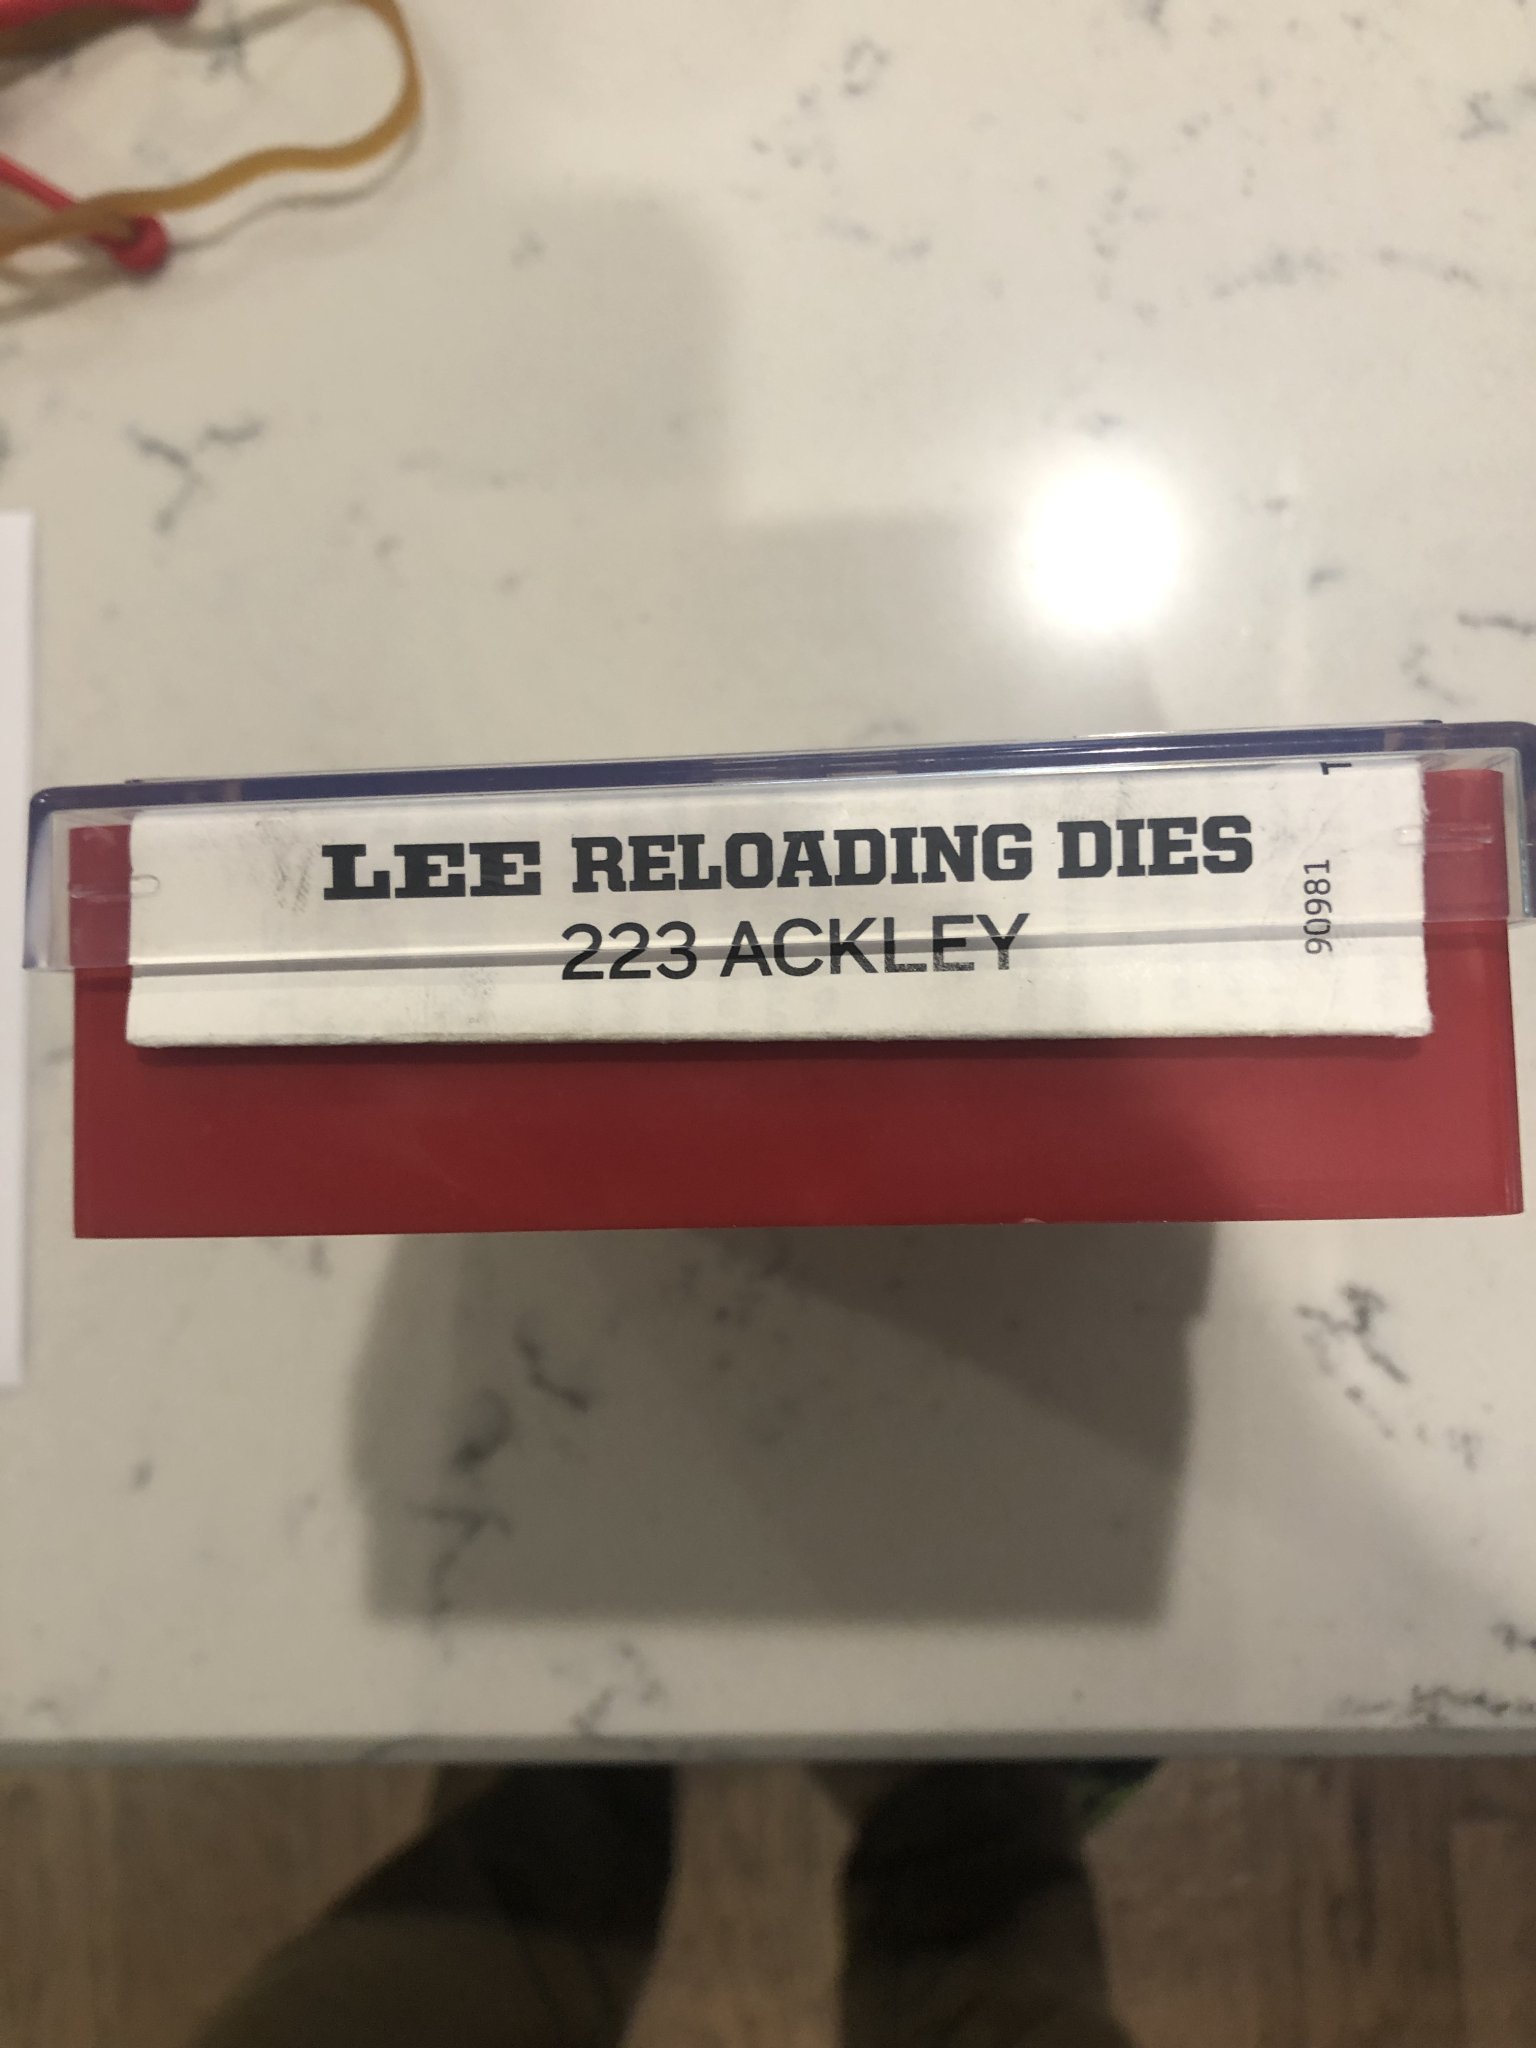 LEE RELOADING DIES
223 ACKLEY
90981